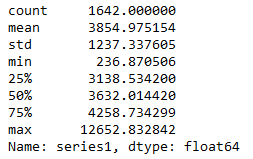 count 1642.000000
mean 3854.975154
std 1237.337605
min 236.870506
25% 3138.534200
50% 3632.014420
75% 4258.734299
max 12652.832842
Name: series1, dtype: float64